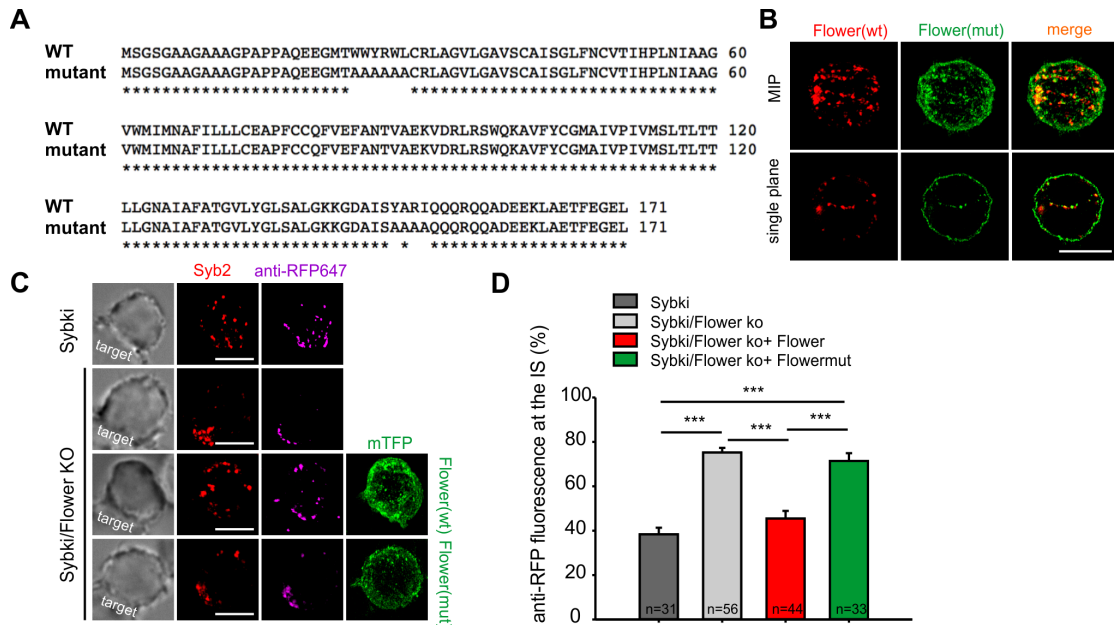 A
WT MSGSGAAGAAAGPAPPAQEEGMTWWYRWLCRLAGVLGAVSCAISGLFNCVTIHPLNIAAG 60
mutant MSGSGAAGAAAGPAPPAQEEGMTAAAAAACRLAGVLGAVSCAISGLFNCVTIHPLNIAAG 60
*********************** *******************************
WT VWMIMNAFILLLCEAPFCCQFVEFANTVAEKVDRLRSWQKAVFYCGMAIVPIVMSLTLTT 120
mutant VWMIMNAFILLLCEAPFCCQFVEFANTVAEKVDRLRSWQKAVFYCGMAIVPIVMSLTLTT 120
************************************************************
WT LLGNAIAFATGVLYGLSALGKKGDAISYARIQQQRQQADEEKLAETFEGEL 171
mutant LLGNAIAFATGVLYGLSALGKKGDAISAAAAQQQRQQADEEKLAETFEGEL 171
*************************** * ********************
B
Flower(wt) Flower(mut) merge
MIP
single plane
C
Syb2 anti-RFP647
Sybki
target
Sybki/Flower KO
target
mTFP
target
Flower(wt)
target
Flower(mut)
D
Sybki
Sybki/Flower ko
Sybki/Flower ko+ Flower
Sybki/Flower ko+ Flowermut
anti-RFP fluorescence at the IS (%)
100
80
60
40
20
0
***
*** *** ***
n=31 n=56 n=44 n=33